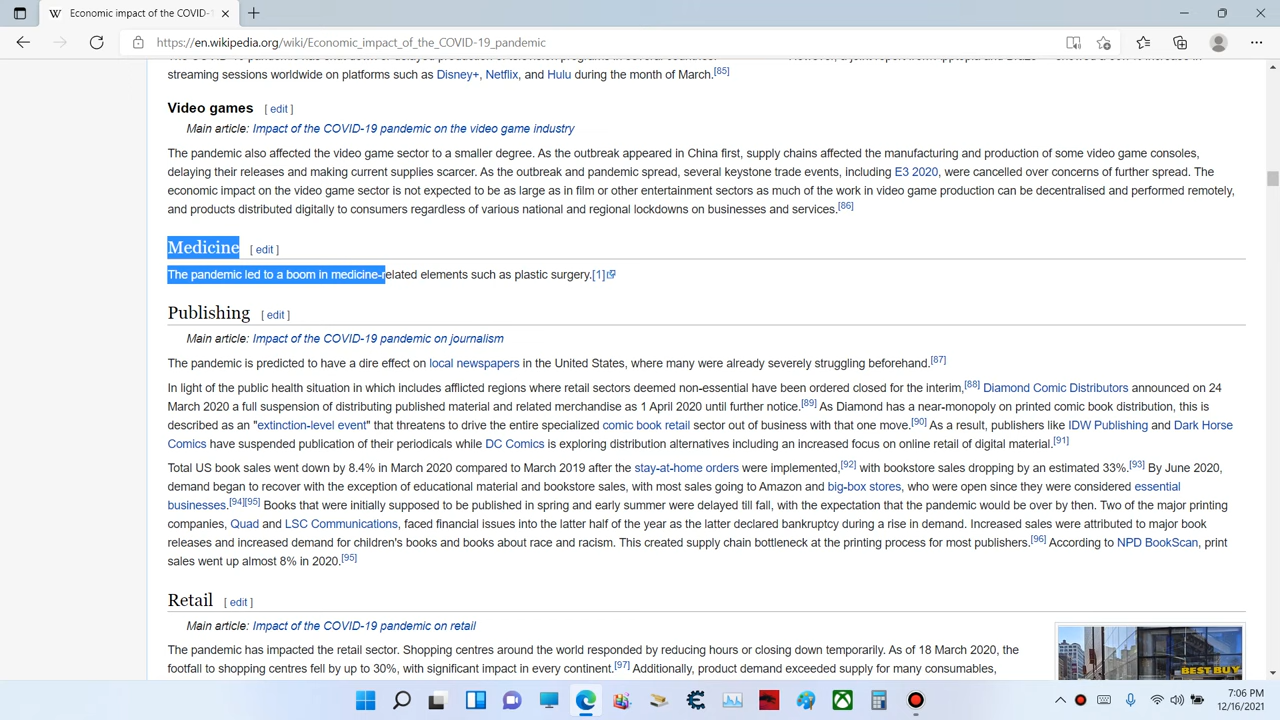 Economic impact of the COVID-1
https://en.wikipedia.org/wiki/Economic_impact_of_the_COVID-19_pandemic
streaming sessions worldwide on platforms such as Disney+, Netflix, and Hulu during the month of March.[85]
Video games [ edit ]
Main article: Impact of the COVID-19 pandemic on the video game industry
The pandemic also affected the video game sector to a smaller degree. As the outbreak appeared in China first, supply chains affected the manufacturing and production of some video game consoles,
delaying their releases and making current supplies scarcer. As the outbreak and pandemic spread, several keystone trade events, including E3 2020, were cancelled over concerns of further spread. The
economic impact on the video game sector is not expected to be as large as in film or other entertainment sectors as much of the work in video game production can be decentralised and performed remotely,
and products distributed digitally to consumers regardless of various national and regional lockdowns on businesses and services.[86]
Medicine [ edit ]
The pandemic led to a boom in medicine-related elements such as plastic surgery.[1]
Publishing [ edit ]
Main article: Impact of the COVID-19 pandemic on journalism
The pandemic is predicted to have a dire effect on local newspapers in the United States, where many were already severely struggling beforehand.[87]
In light of the public health situation in which includes afflicted regions where retail sectors deemed non-essential have been ordered closed for the interim,[88] Diamond Comic Distributors announced on 24
March 2020 a full suspension of distributing published material and related merchandise as 1 April 2020 until further notice.[89] As Diamond has a near-monopoly on printed comic book distribution, this is
described as an "extinction-level event" that threatens to drive the entire specialized comic book retail sector out of business with that one move.[90] As a result, publishers like IDW Publishing and Dark Horse
Comics have suspended publication of their periodicals while DC Comics is exploring distribution alternatives including an increased focus on online retail of digital material.[91]
Total US book sales went down by 8.4% in March 2020 compared to March 2019 after the stay-at-home orders were implemented,[92] with bookstore sales dropping by an estimated 33%.[93] By June 2020,
demand began to recover with the exception of educational material and bookstore sales, with most sales going to Amazon and big-box stores, who were open since they were considered essential
businesses.[94][95] Books that were initially supposed to be published in spring and early summer were delayed till fall, with the expectation that the pandemic would be over by then. Two of the major printing
companies, Quad and LSC Communications, faced financial issues into the latter half of the year as the latter declared bankruptcy during a rise in demand. Increased sales were attributed to major book
releases and increased demand for children's books and books about race and racism. This created supply chain bottleneck at the printing process for most publishers.[96] According to NPD BookScan, print
sales went up almost 8% in 2020.[95]
Retail [ edit ]
Main article: Impact of the COVID-19 pandemic on retail
The pandemic has impacted the retail sector. Shopping centres around the world responded by reducing hours or closing down temporarily. As of 18 March 2020, the
footfall to shopping centres fell by up to 30%, with significant impact in every continent.[97] Additionally, product demand exceeded supply for many consumables,
BEST BUY
7:06 PM
12/16/2021